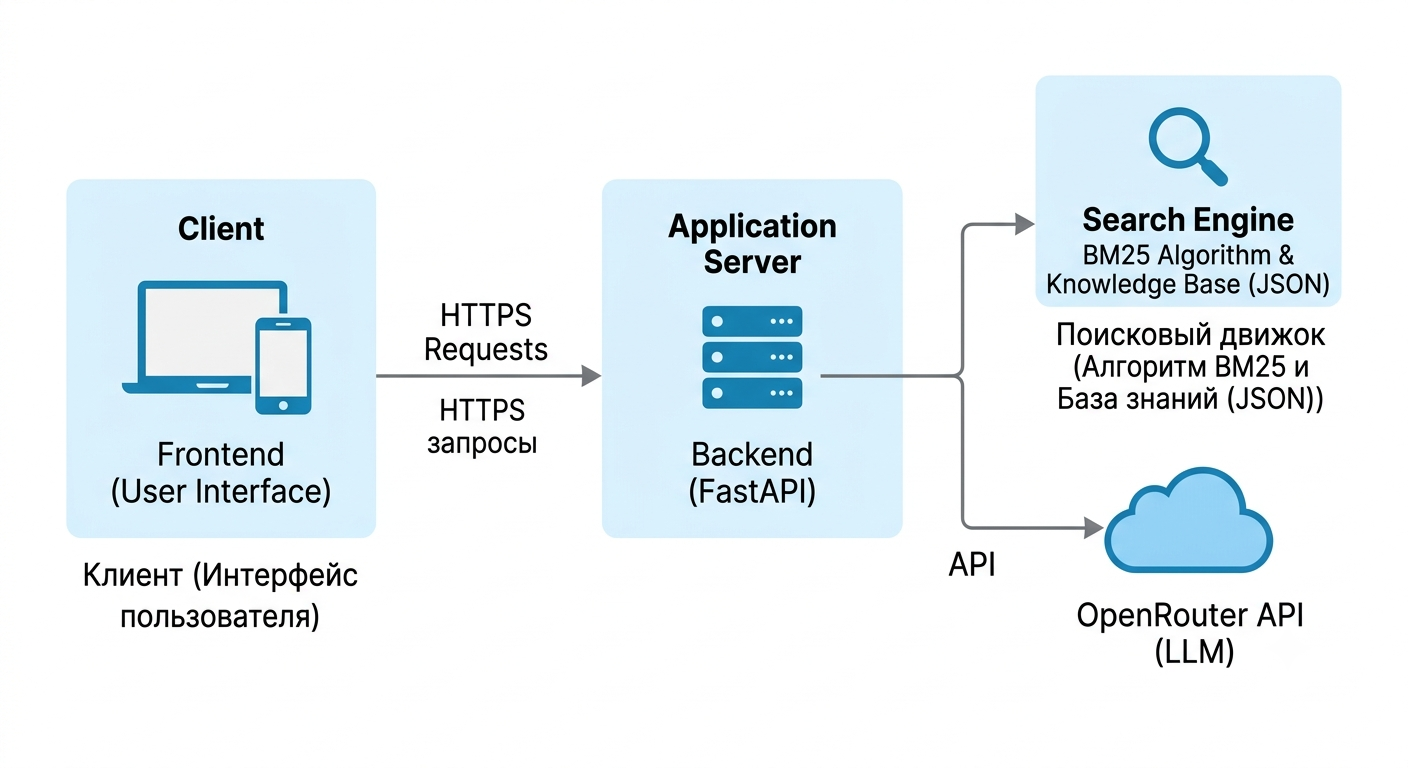 Client
Frontend
(User Interface)
Клиент (Интерфейс
пользователя)
HTTPS
Requests
HTTPS
запросы
Application
Server
Backend
(FastAPI)
Search Engine
BM25 Algorithm &
Knowledge Base (JSON)
Поисковый движок
(Алгоритм BM25 и
База знаний (JSON))
API
OpenRouter API
(LLM)